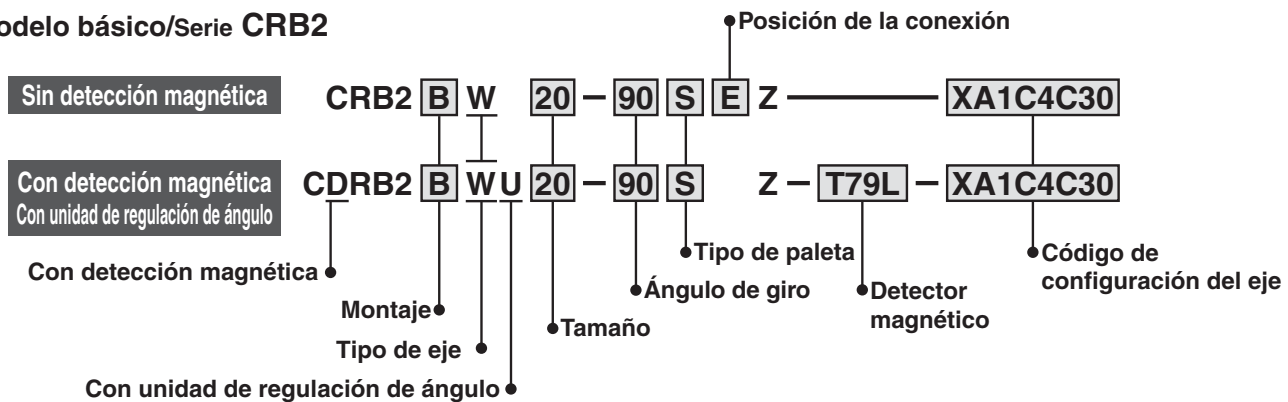 odelo básico/Serie CRB2
Posición de la conexión
Sin detección magnética CRB2 B W 20 – 90 S E Z — XA1C4C30
Con detección magnética
Con unidad de regulación de ángulo
CDRB2 B W U 20 – 90 S Z – T79L – XA1C4C30
Con detección magnética
Montaje
Tipo de eje
Con unidad de regulación de ángulo
Tamaño
Ángulo de giro
Tipo de paleta
Detector
magnético
Código de
configuración del eje